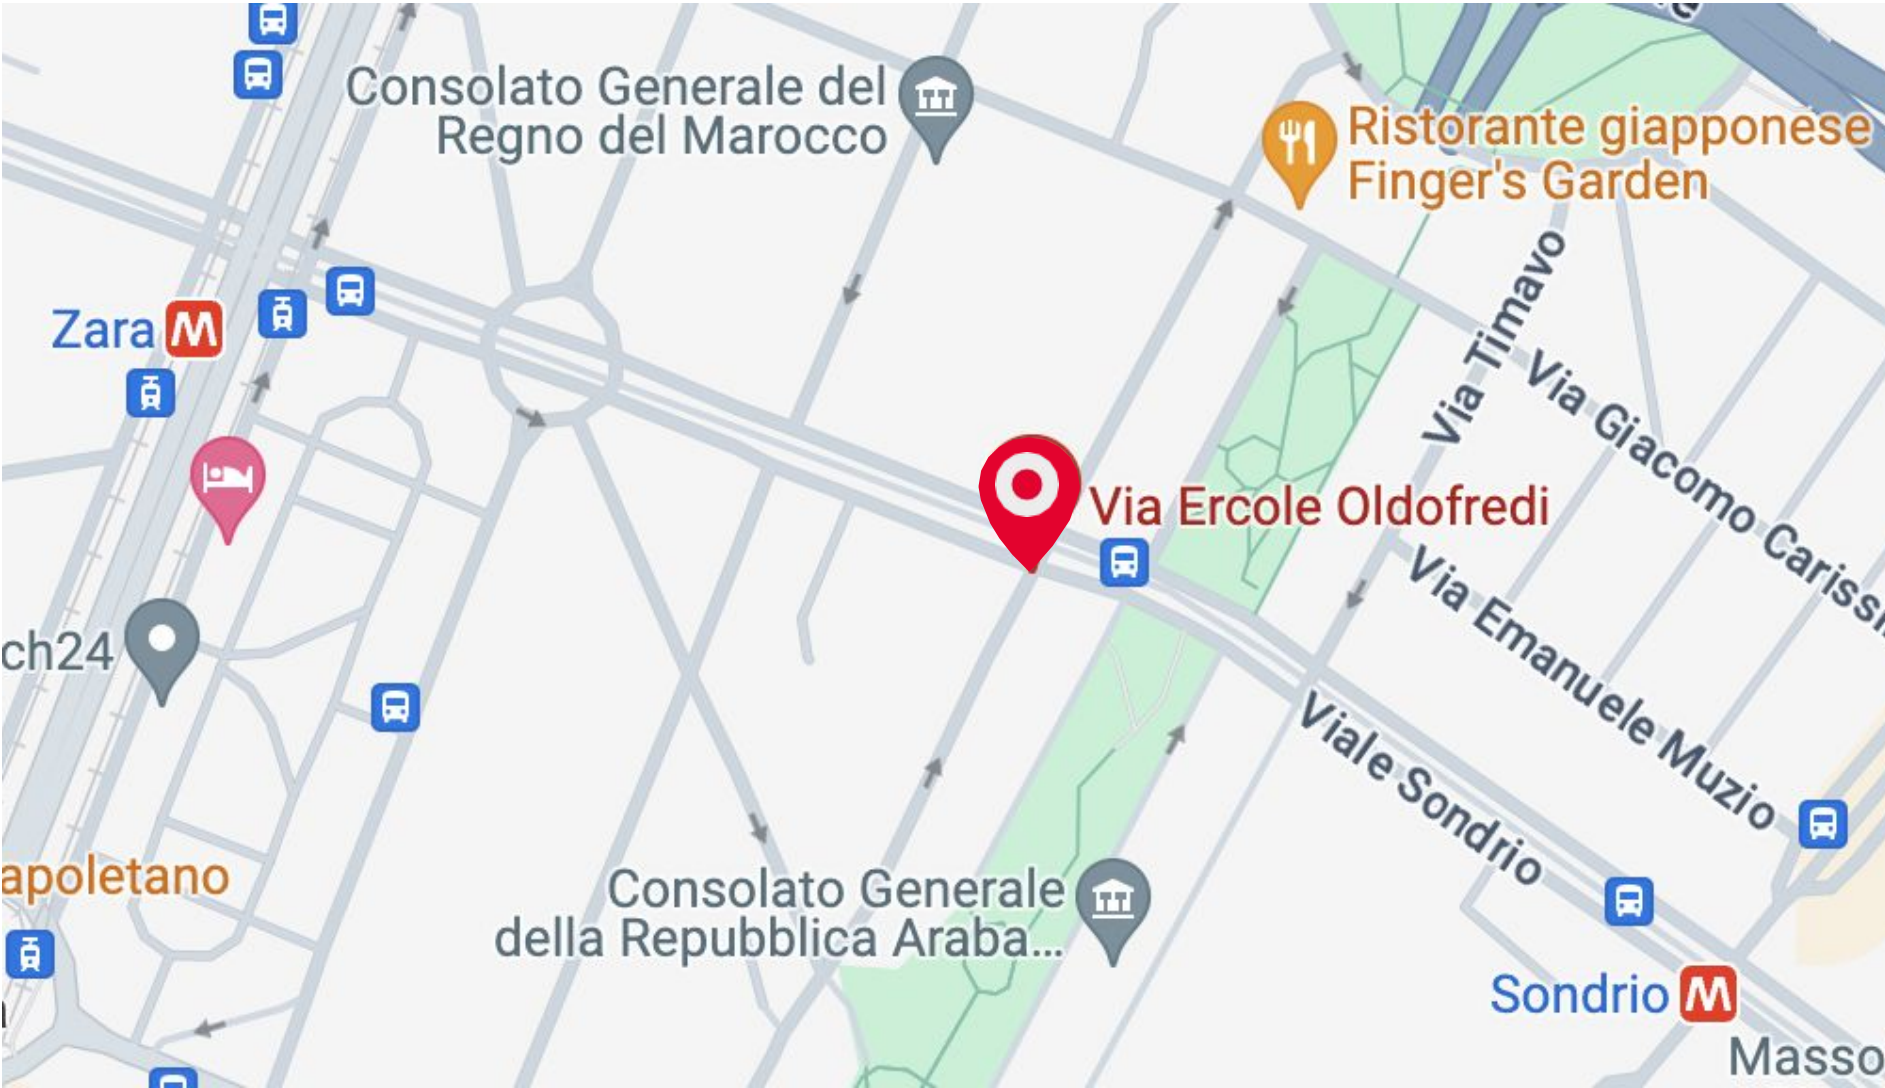 Consolato Generale del
Regno del Marocco
Ristorante giapponese
Finger's Garden
Via Timavo
Zara
M
Via Giacomo Carissi
Via Ercole Oldofredi
Via Emanuele Muzio
ch24
Viale Sondrio
apoletano
Consolato Generale
della Repubblica Araba...
Sondrio
M
Masso